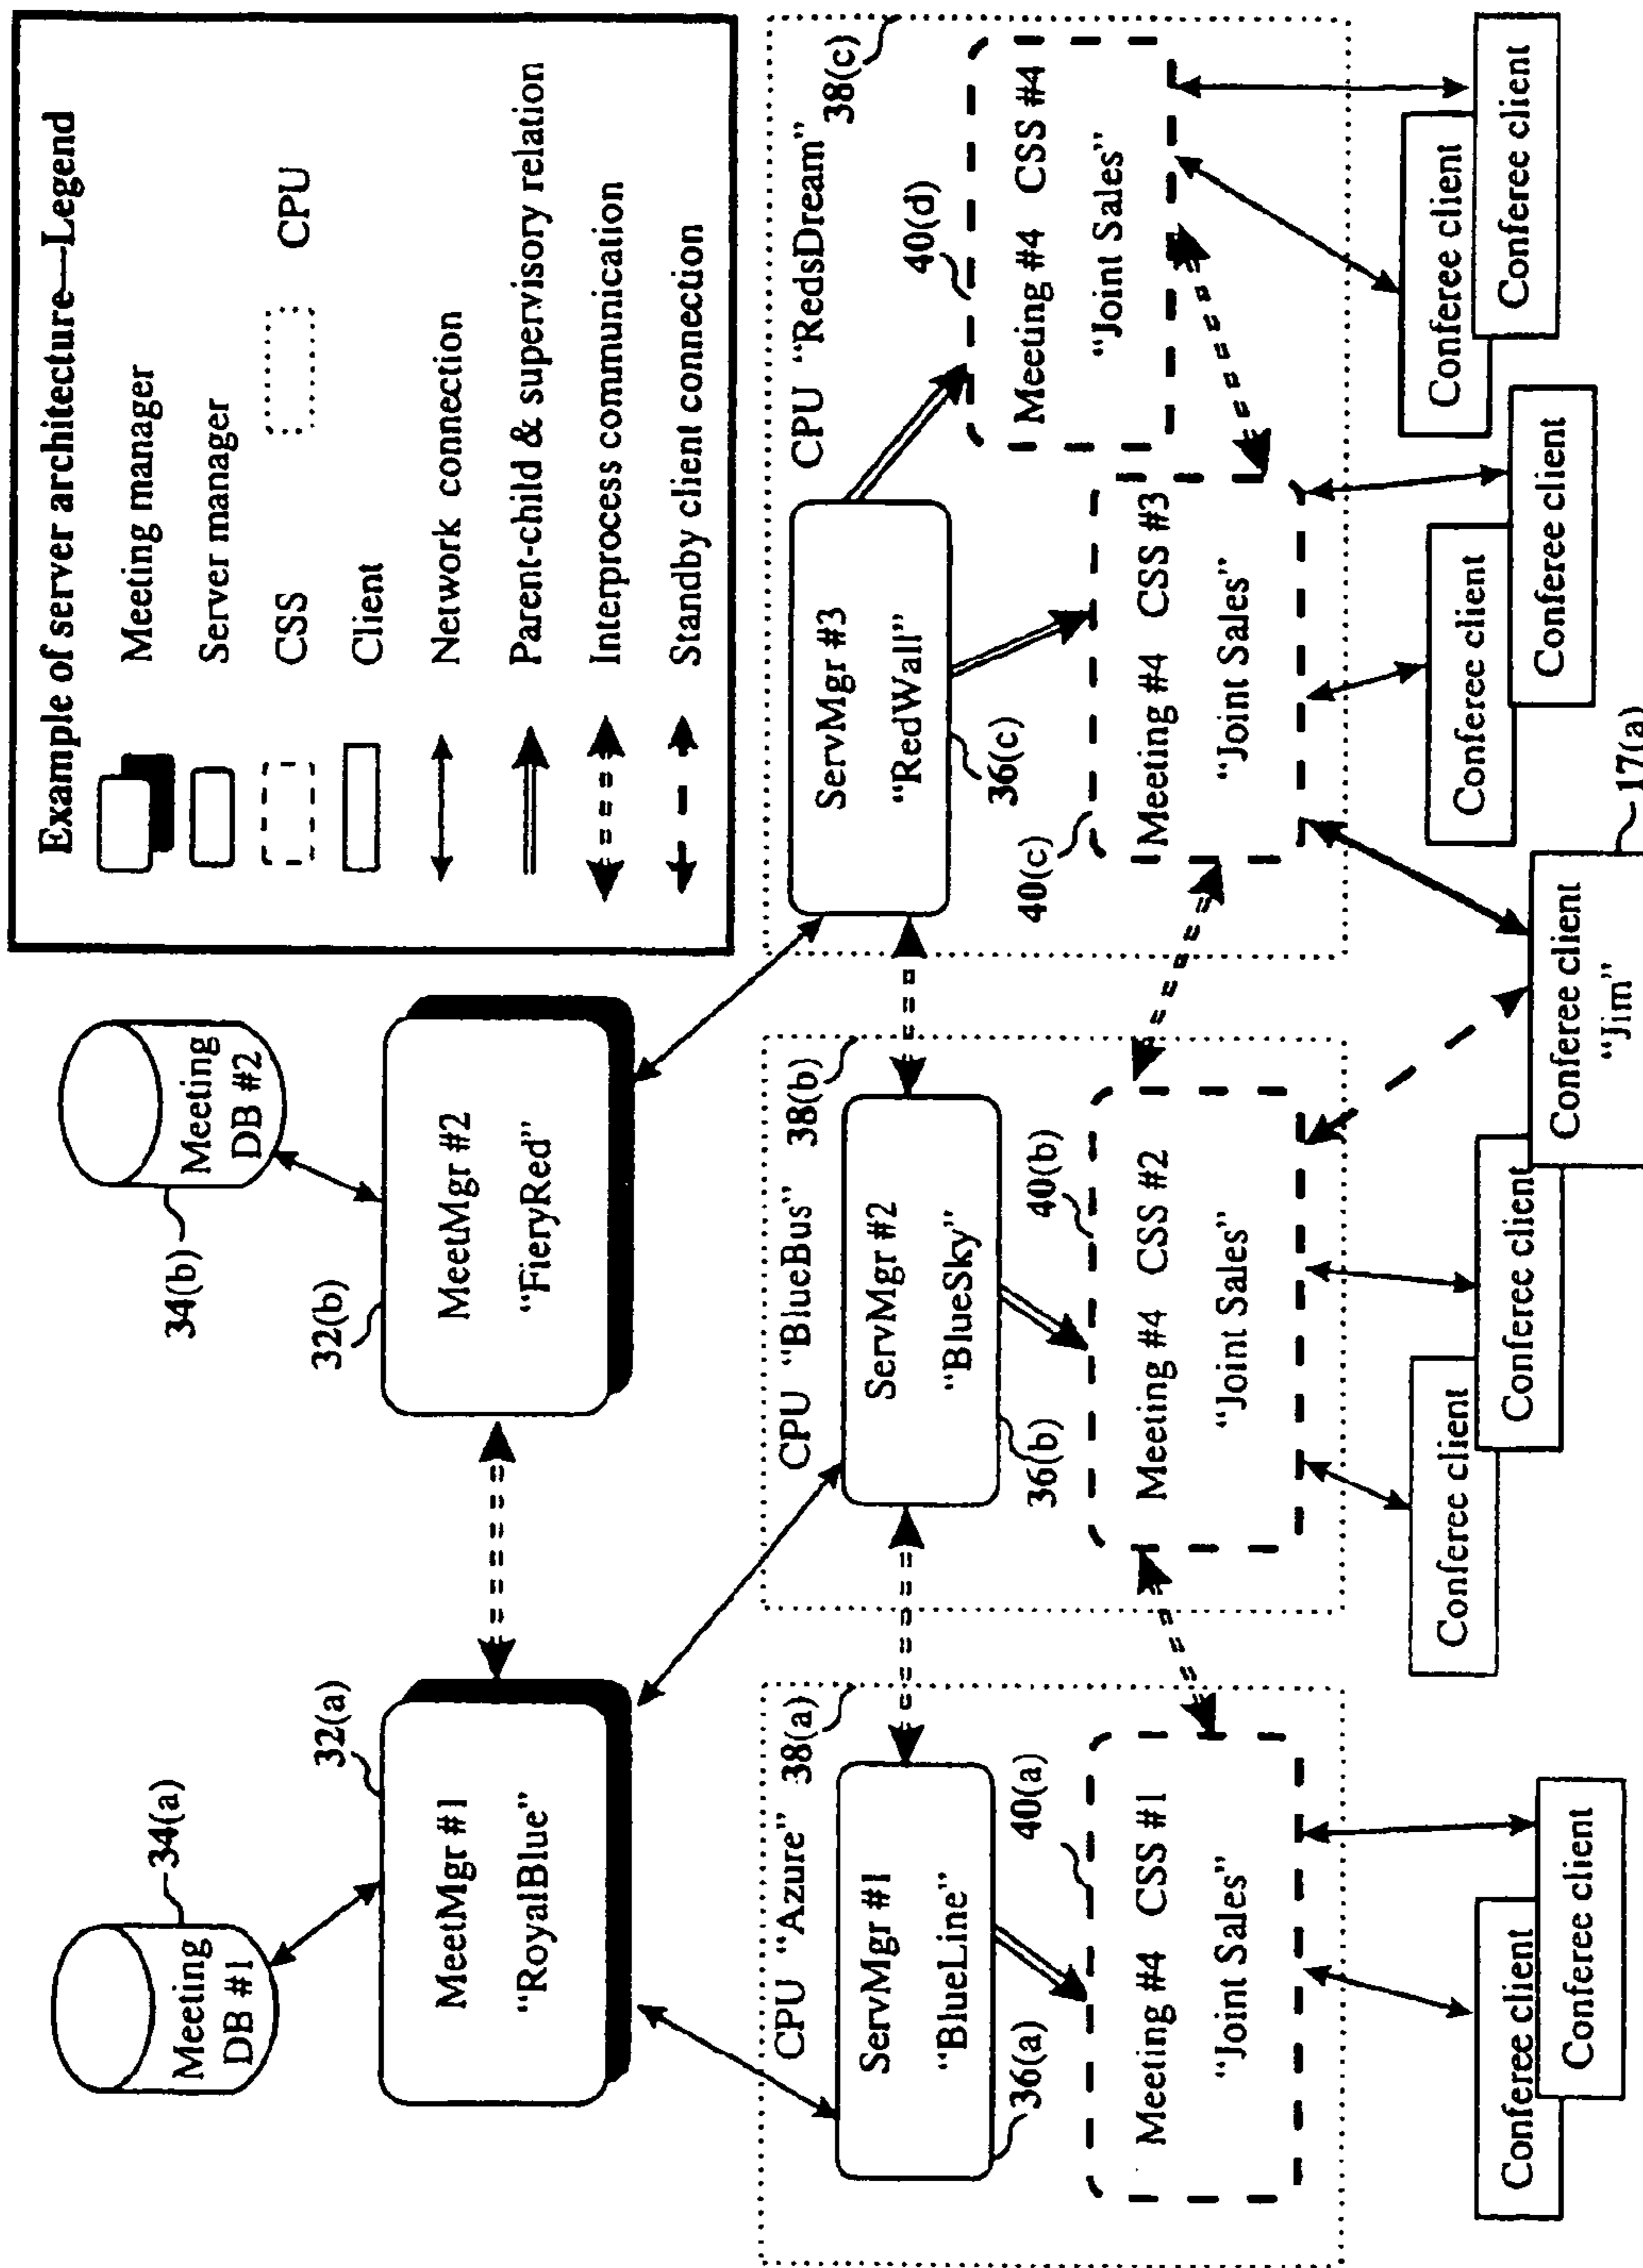 Example of server architecture—Legend
Meeting manager
Server manager
CSS
CPU
Client
Network connection
Parent-child & supervisory relation
Interprocess communication
Standby client connection
34(a)
Meeting
DB #1
34(b)
Meeting
DB #2
32(a)
MeetMgr #1
"RoyalBlue"
32(b)
MeetMgr #2
"FieryRed"
CPU "Azure"
38(a)
ServMgr #1
"BlueLine"
36(a)
40(a)
Meeting #4 CSS #1
"Joint Sales"
Conferee client
Conferee client
CPU "BlueBus"
38(b)
ServMgr #2
"BlueSky"
36(b)
40(b)
Meeting #4 CSS #2
"Joint Sales"
Conferee client
Conferee client
CPU "RedsDream"
38(c)
ServMgr #3
"RedWall"
36(c)
40(c)
Meeting #4 CSS #3
"Joint Sales"
40(d)
Meeting #4 CSS #4
"Joint Sales"
Conferee client
"Jim"
17(a)
Conferee client
Conferee client
Conferee client
Conferee client